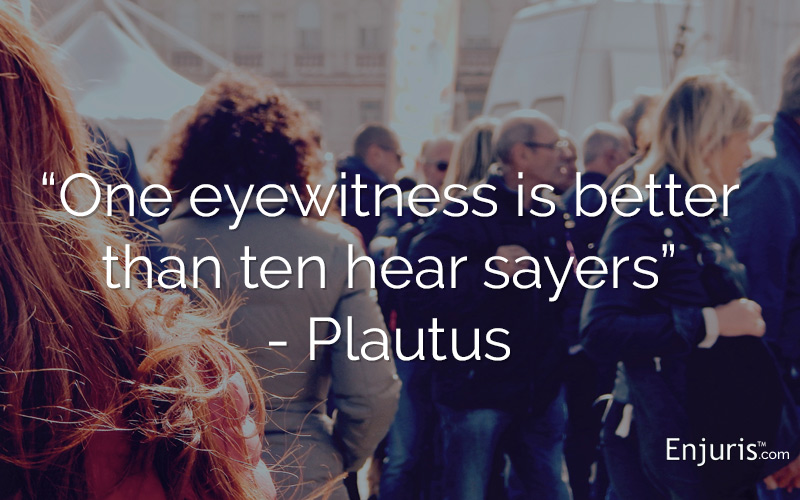 “One eyewitness is better
than ten hear sayers”
- Plautus
Enjuris™.com